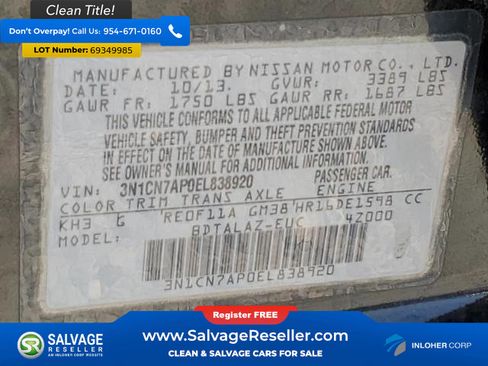 Clean Title!
Don't Overpay! Call Us: 954-671-0160
Lot Number: 69349985
MANUFACTURED BY NISSAN MOTOR CO., LTD.
DATE: 10/13. GVWR: 3389 LBS
GAWR FR: 1750 LBS GAWR RR: 1687 LBS
THIS VEHICLE CONFORMS TO ALL APPLICABLE FEDERAL MOTOR
VEHICLE SAFETY, BUMPER AND THEFT PREVENTION STANDARDS
IN EFFECT ON THE DATE OF MANUFACTURE SHOWN ABOVE.
SEE OWNER'S MANUAL FOR ADDITIONAL INFORMATION
VIN: 3N1CN7AP0EL838920 PASSENGER CAR.
COLOR TRIM TRANS AXLE ENGINE
KH3 G RE0F11A GM38 HR16DE1598 CC
MODEL: BDTALAZ-EUC 42000
3N1CN7AP0EL838920
Register FREE!
SALVAGE RESELLER.COM
AN INLOHER CORP WEBSITE
www.SalvageReseller.com
CLEAN & SALVAGE CARS FOR SALE
INLOHER CORP